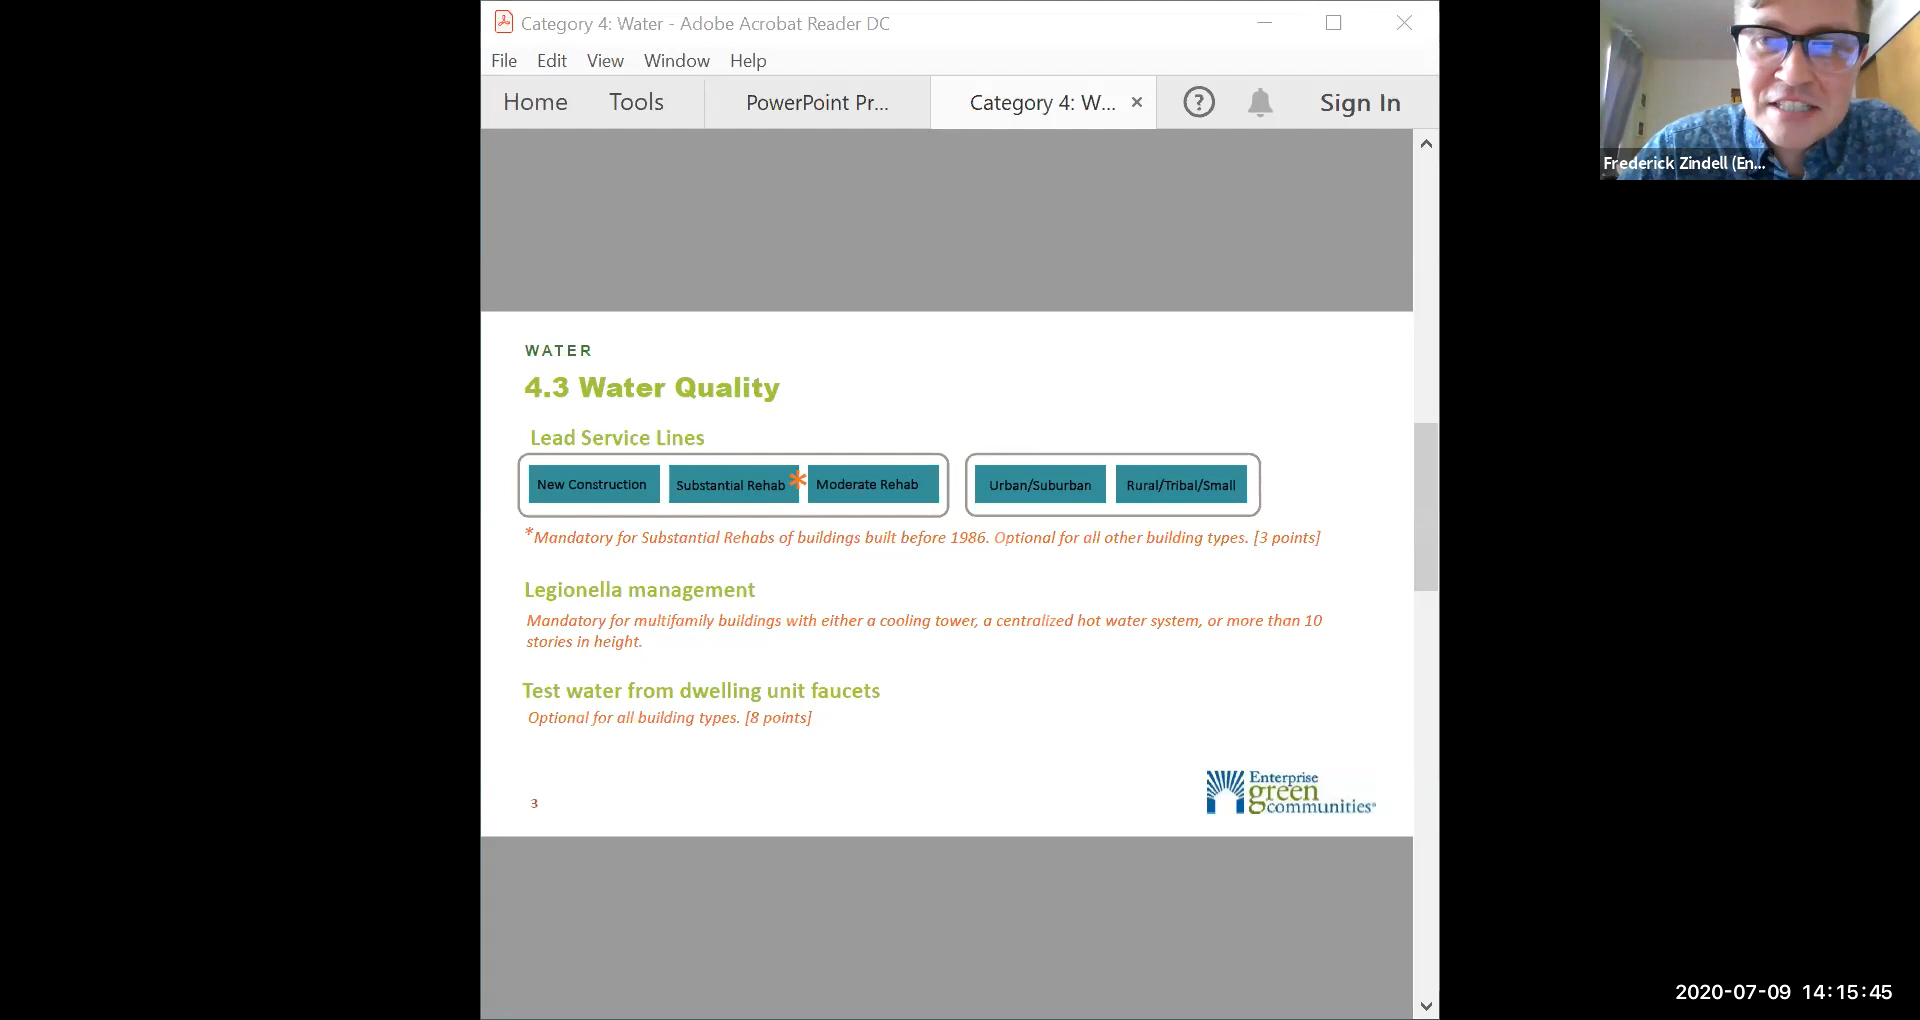 Category 4: Water - Adobe Acrobat Reader DC
File Edit View Window Help
Home Tools PowerPoint Pr... Category 4: W... × ? Sign In
Frederick Zindell (En...
WATER
4.3 Water Quality
Lead Service Lines
New Construction Substantial Rehab * Moderate Rehab Urban/Suburban Rural/Tribal/Small
*Mandatory for Substantial Rehabs of buildings built before 1986. Optional for all other building types. [3 points]
Legionella management
Mandatory for multifamily buildings with either a cooling tower, a centralized hot water system, or more than 10
stories in height.
Test water from dwelling unit faucets
Optional for all building types. [8 points]
Enterprise
green
communities®
3
2020-07-09 14:15:45